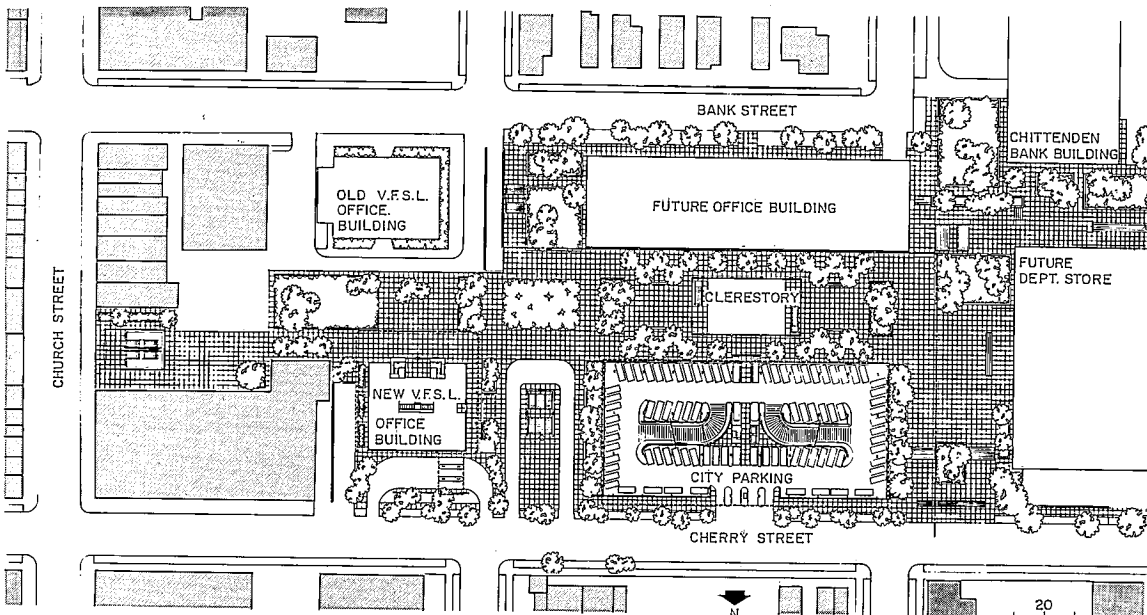 BANK STREET
CHITTENDEN
BANK BUILDING
OLD V.F.S.L.
OFFICE.
BUILDING
FUTURE OFFICE BUILDING
FUTURE
DEPT. STORE
CLERESTORY
CHURCH STREET
NEW V.F.S.L.
OFFICE
BUILDING
CITY PARKING
CHERRY STREET
N
20